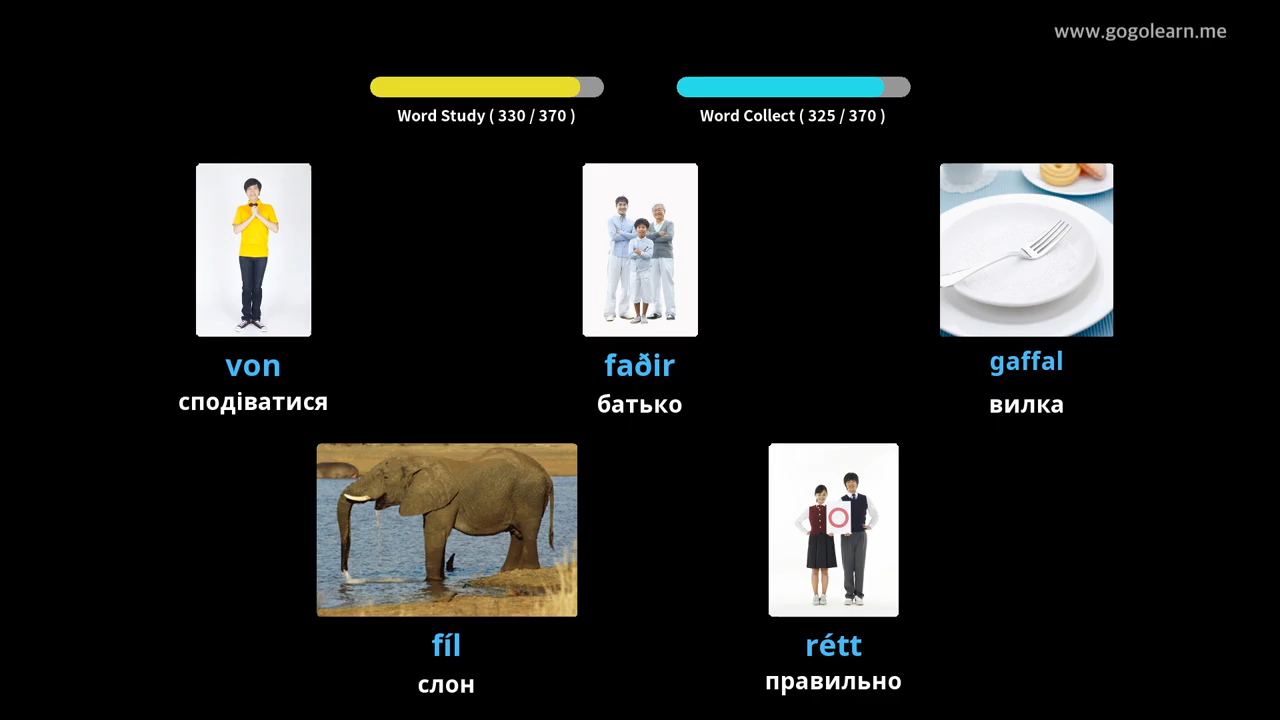 www.gogolearn.me
Word Study ( 330 / 370 )
Word Collect ( 325 / 370 )
von
сподіватися
faðir
батько
gaffal
вилка
fíl
слон
rétt
правильно